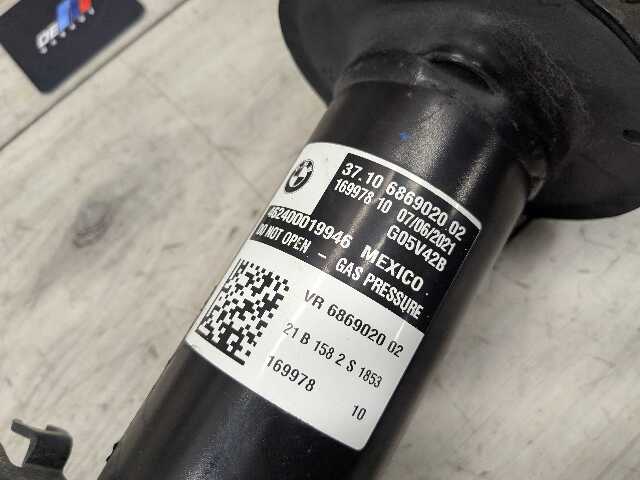 37.10 6869020 02
169978 10 07/06/2021
G05V42B
462400019946 MEXICO
DO NOT OPEN - GAS PRESSURE
VR 6869020 02
21 B 158 2 S 1853
169978 10